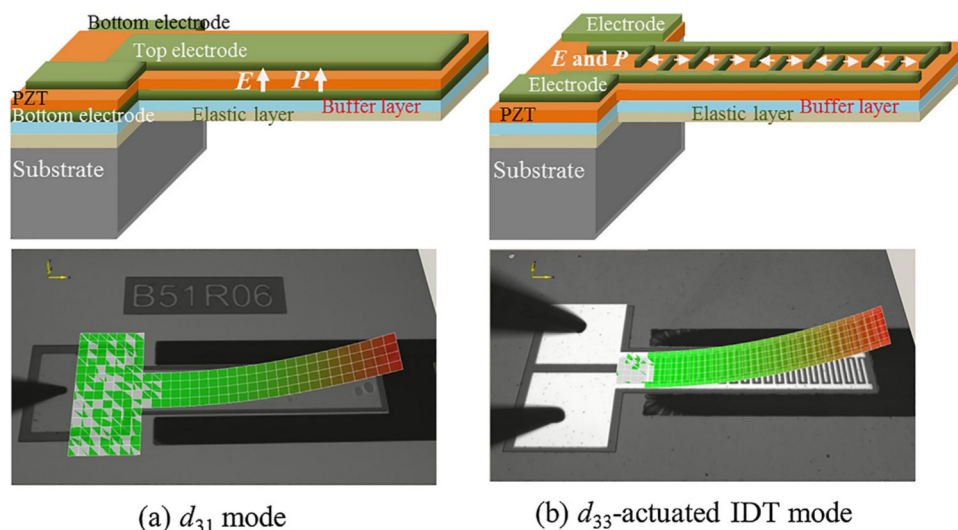 Bottom electrode
Top electrode
E P
PZT
Bottom electrode
Elastic layer
Buffer layer
Substrate
Electrode
E and P
Electrode
PZT
Elastic layer
Buffer layer
Substrate
B51R06
(a) d31 mode
(b) d33-actuated IDT mode